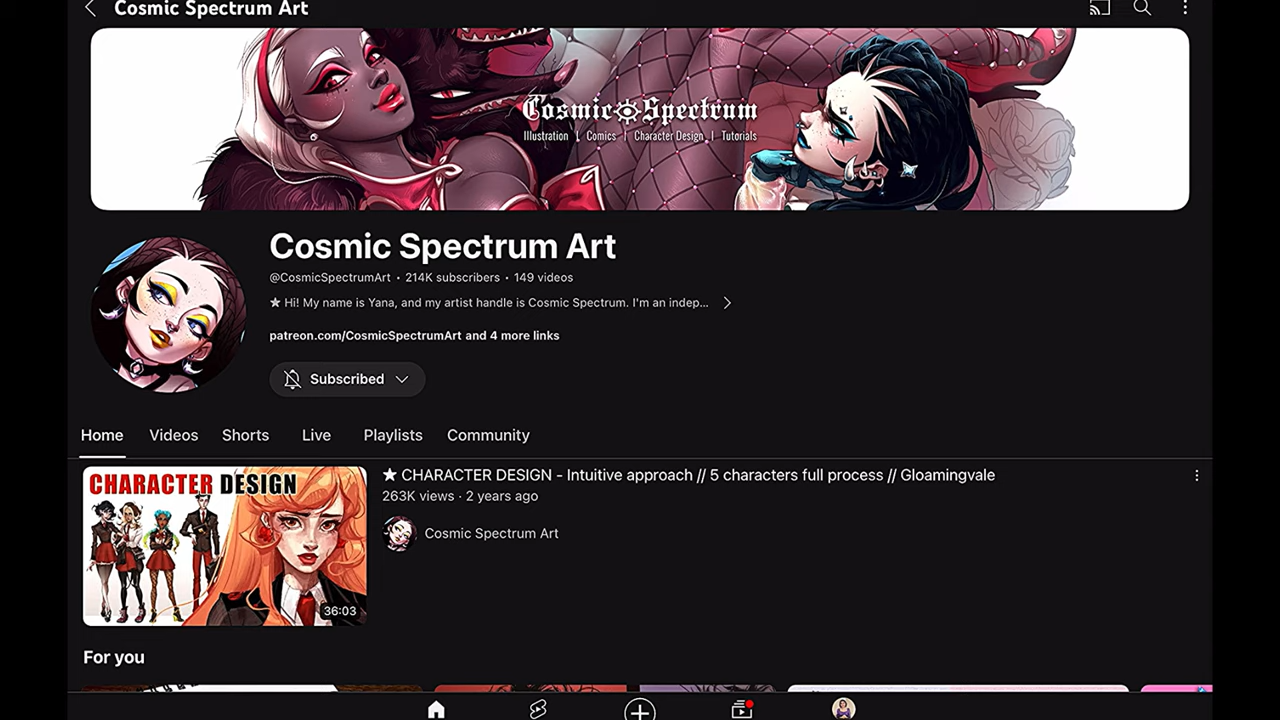 Cosmic Spectrum Art
Cosmic Spectrum
Illustration | Comics | Character Design | Tutorials
Cosmic Spectrum Art
@CosmicSpectrumArt • 214K subscribers • 149 videos
★ Hi! My name is Yana, and my artist handle is Cosmic Spectrum. I'm an indep...
patreon.com/CosmicSpectrumArt and 4 more links
Subscribed
Home Videos Shorts Live Playlists Community
CHARACTER DESIGN
36:03
★ CHARACTER DESIGN - Intuitive approach // 5 characters full process // Gloamingvale
263K views · 2 years ago
Cosmic Spectrum Art
For you